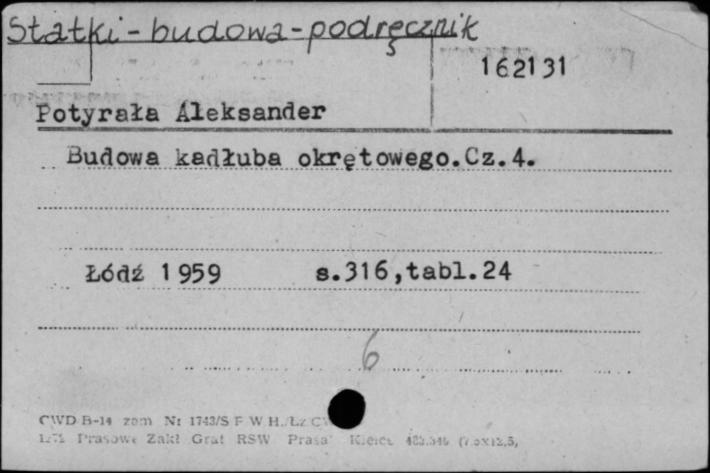 Statki - budowa - podręcznik
162131
Potyrała Aleksander
Budowa kadłuba okrętowego.Cz.4.
Łódź 1959 s.316,tabl.24
6
CWD B-14 zam Nr 1743/S F W H.
Prasowe Zakł Graf RSW Prasa Kielce